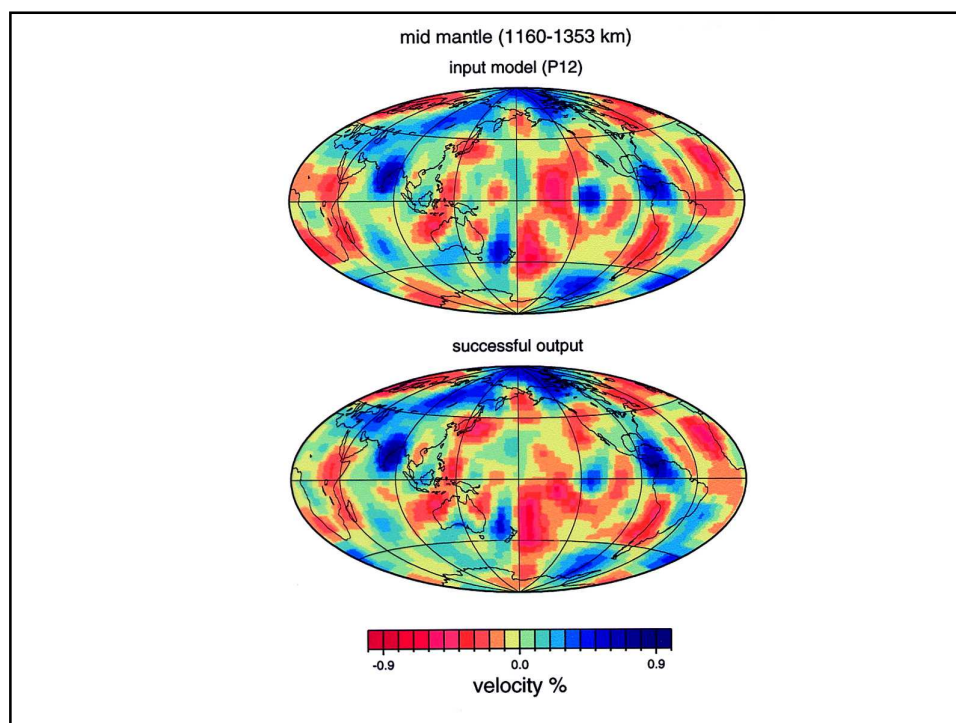 mid mantle (1160-1353 km)
input model (P12)
successful output
-0.9 0.0 0.9
velocity %